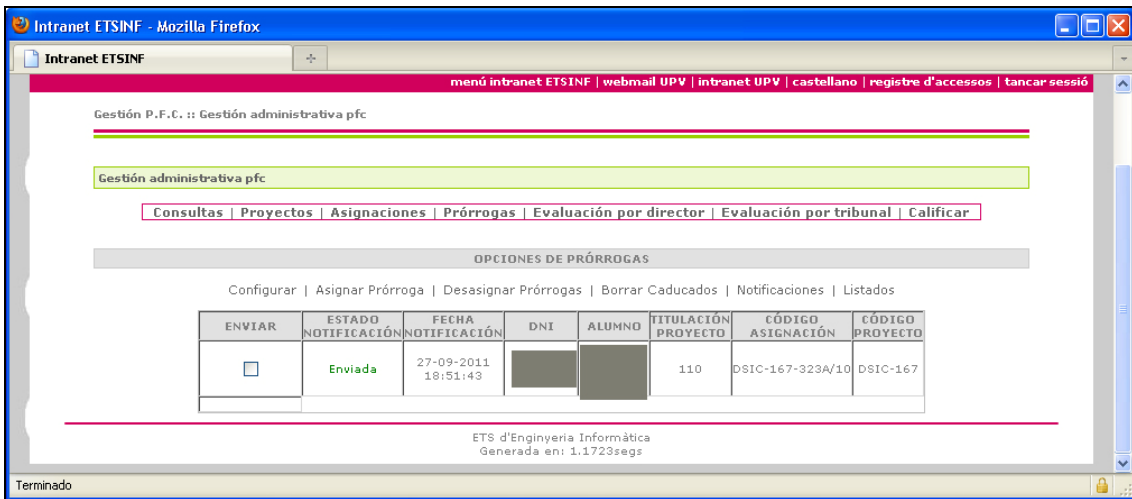 Intranet ETSINF - Mozilla Firefox
Intranet ETSINF
menú intranet ETSINF | webmail UPV | intranet UPV | castellano | registre d'accessos | tancar sessió
Gestión P.F.C. :: Gestión administrativa pfc
Gestión administrativa pfc
Consultas | Proyectos | Asignaciones | Prórrogas | Evaluación por director | Evaluación por tribunal | Calificar
OPCIONES DE PRÓRROGAS
Configurar | Asignar Prórroga | Desasignar Prórrogas | Borrar Caducados | Notificaciones | Listados
ENVIAR ESTADO NOTIFICACIÓN FECHA NOTIFICACIÓN DNI ALUMNO TITULACIÓN PROYECTO CÓDIGO ASIGNACIÓN CÓDIGO PROYECTO
Enviada 27-09-2011 18:51:43 110 DSIC-167-323A/10 DSIC-167
ETS d'Enginyeria Informàtica
Generada en: 1.1723segs
Terminado